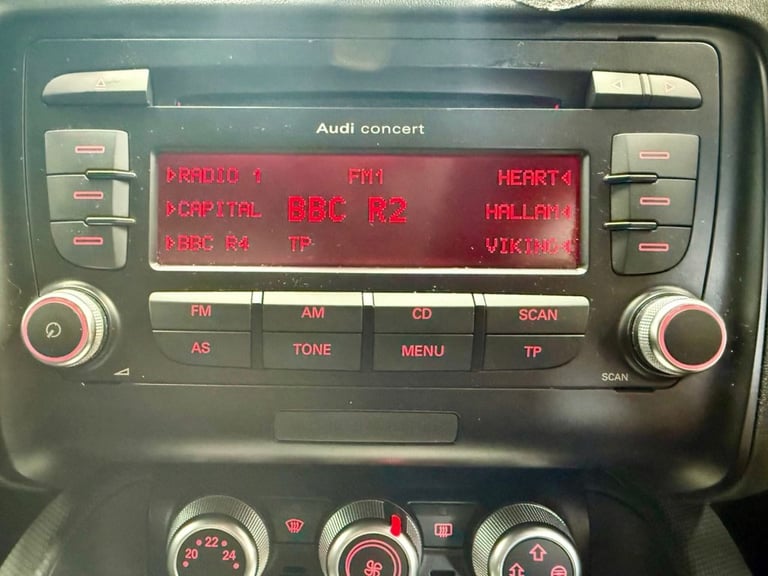 Audi concert
RADIO 1 FM1 HEART
CAPITAL BBC R2 HALLAM
BBC R4 TP VIKING
FM AM CD SCAN
AS TONE MENU TP
SCAN
20 22 24